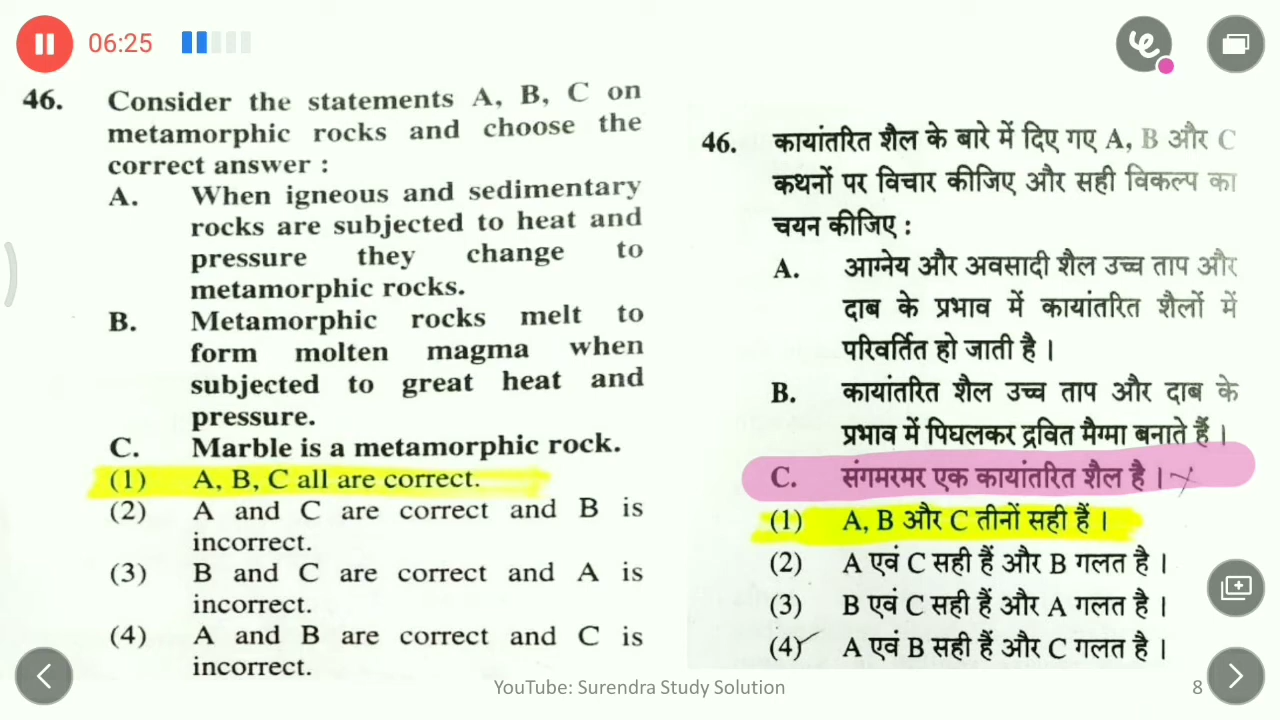 06:25
46. Consider the statements A, B, C on
metamorphic rocks and choose the
correct answer :
A. When igneous and sedimentary
rocks are subjected to heat and
pressure they change to
metamorphic rocks.
B. Metamorphic rocks melt to
form molten magma when
subjected to great heat and
pressure.
C. Marble is a metamorphic rock.
(1) A, B, C all are correct.
(2) A and C are correct and B is
incorrect.
(3) B and C are correct and A is
incorrect.
(4) A and B are correct and C is
incorrect.
46. कायांतरित शैल के बारे में दिए गए A, B और C
कथनों पर विचार कीजिए और सही विकल्प का
चयन कीजिए :
A. आग्नेय और अवसादी शैल उच्च ताप और
दाब के प्रभाव में कायांतरित शैलों में
परिवर्तित हो जाती है ।
B. कायांतरित शैल उच्च ताप और दाब के
प्रभाव में पिघलकर द्रवित मैग्मा बनाते हैं ।
C. संगमरमर एक कायांतरित शैल है ।
(1) A, B और C तीनों सही हैं ।
(2) A एवं C सही हैं और B गलत है ।
(3) B एवं C सही हैं और A गलत है ।
(4) A एवं B सही हैं और C गलत है ।
YouTube: Surendra Study Solution
8